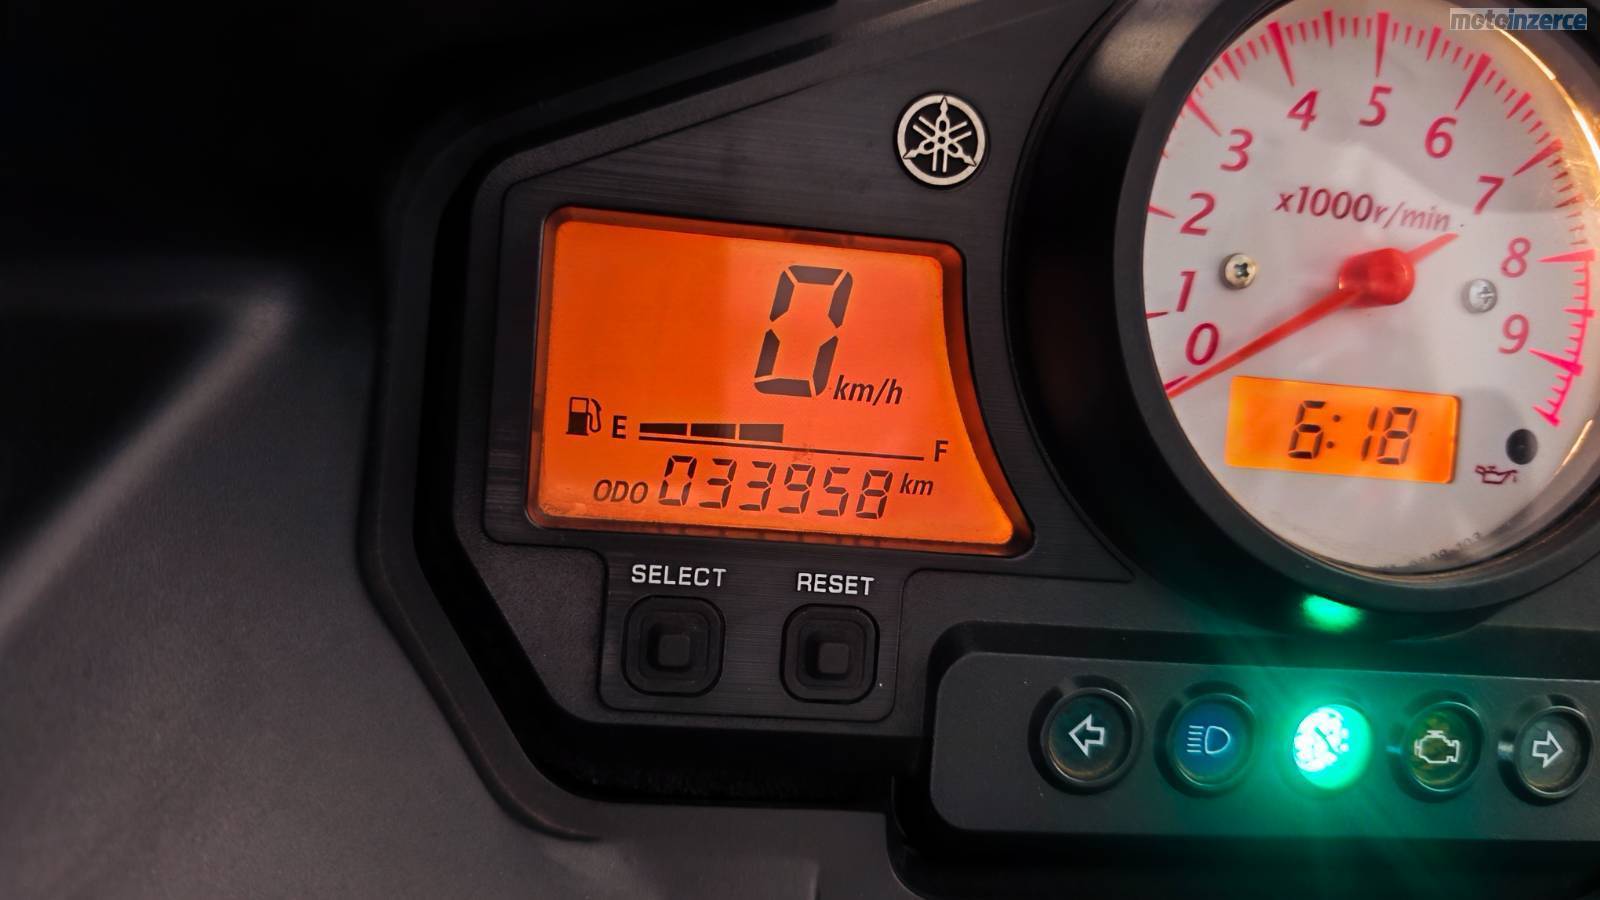 motoinzerce
0
km/h
E F
ODO 033958 km
SELECT RESET
0 1 2 3 4 5 6 7 8 9
x1000r/min
6:18